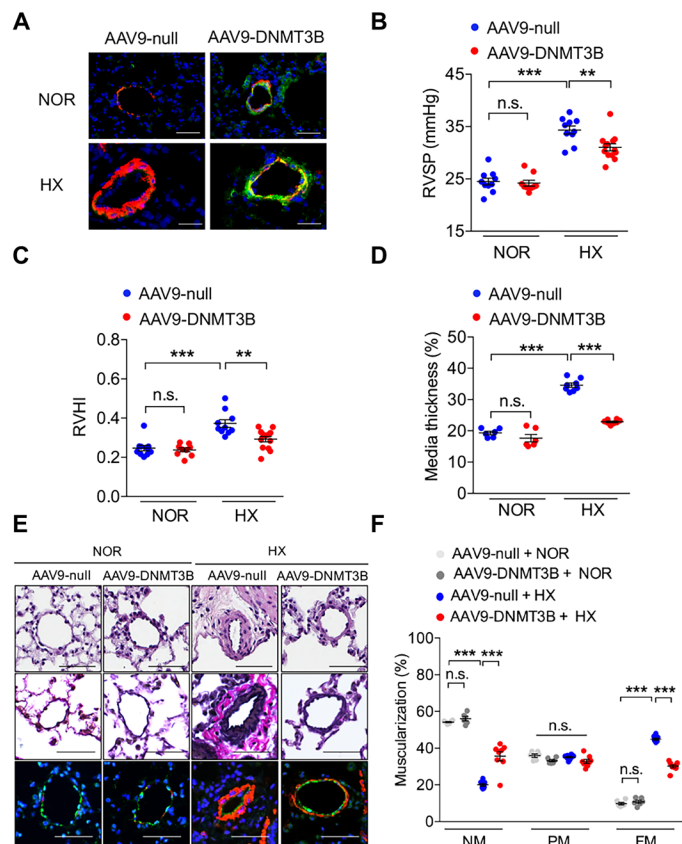 A
AAV9-null AAV9-DNMT3B
NOR
HX
B
AAV9-null
AAV9-DNMT3B
*** **
n.s.
RVSP (mmHg)
45
35
25
15
NOR HX
C
AAV9-null
AAV9-DNMT3B
*** **
n.s.
RVHI
0.8
0.6
0.4
0.2
0.0
NOR HX
D
AAV9-null
AAV9-DNMT3B
*** ***
n.s.
Media thickness (%)
50
40
30
20
10
0
NOR HX
E
NOR HX
AAV9-null AAV9-DNMT3B AAV9-null AAV9-DNMT3B
F
AAV9-null + NOR
AAV9-DNMT3B + NOR
AAV9-null + HX
AAV9-DNMT3B + HX
Muscularization (%)
100
80
60
40
20
0
*** ***
n.s.
n.s.
*** ***
n.s.
NM PM FM